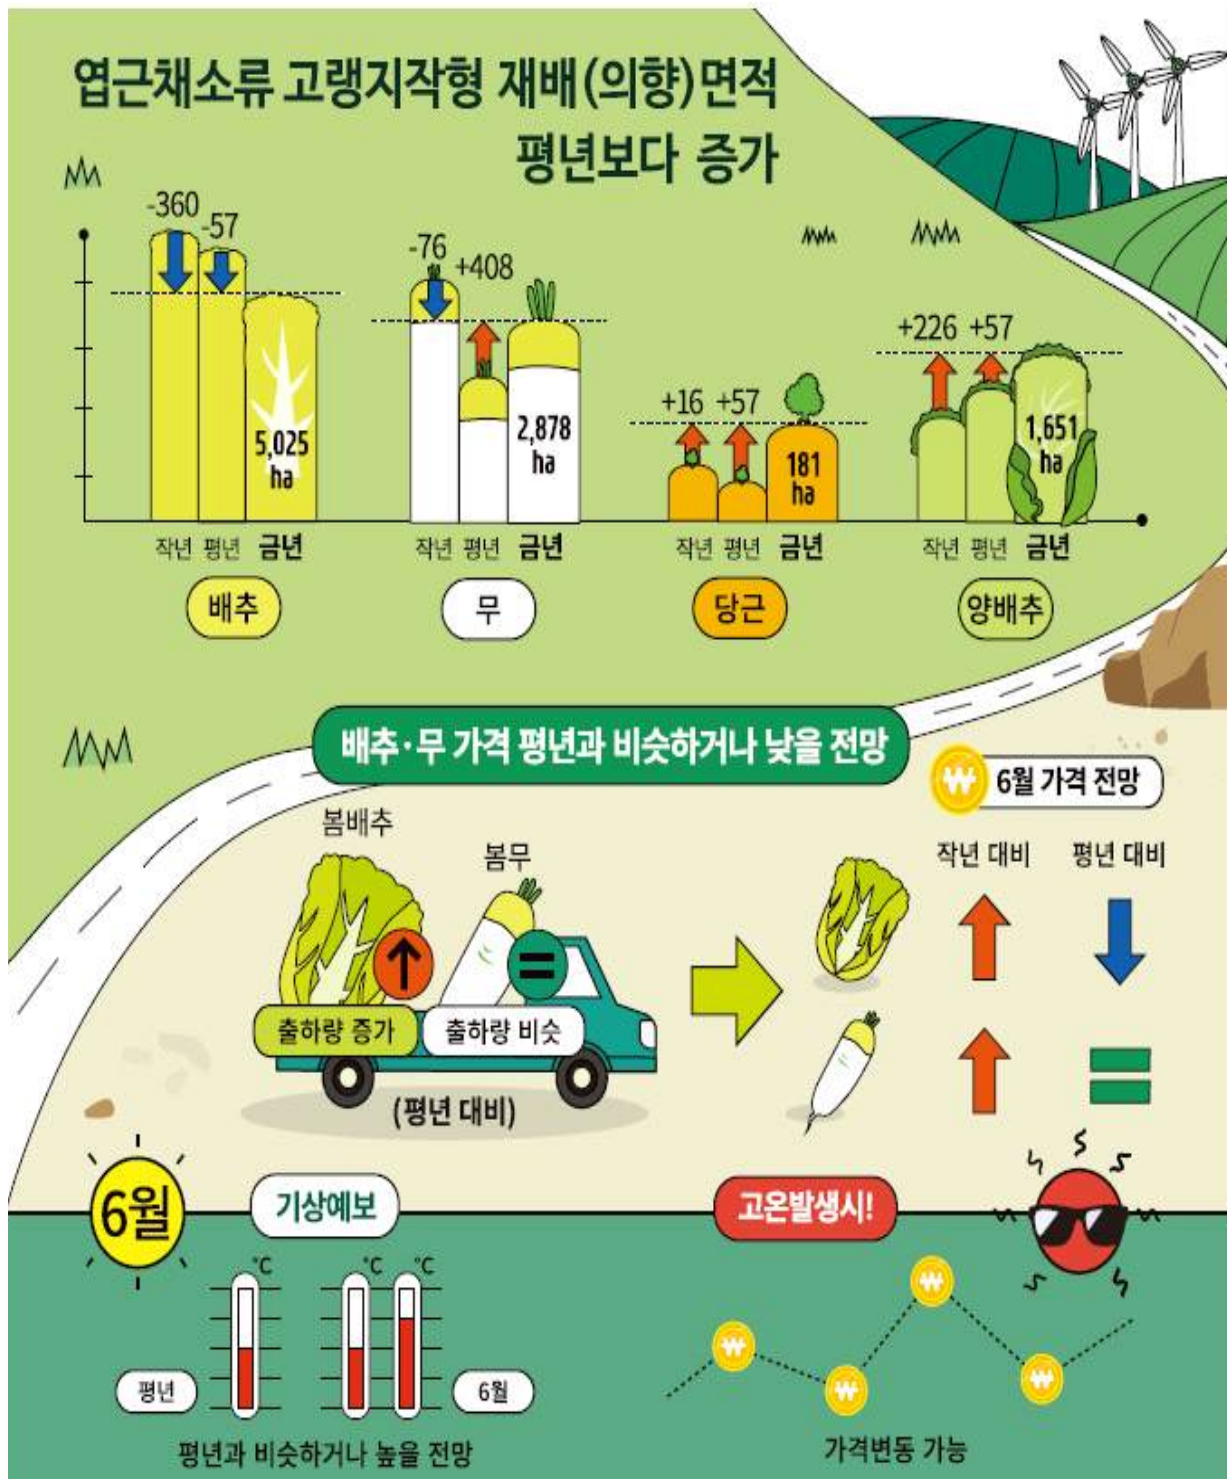 엽근채소류 고랭지작형 재배(의향)면적
평년보다 증가
-360
-57
-76
+408
+16 +57
+226 +57
5,025
ha
2,878
ha
181
ha
1,651
ha
작년 평년 금년
작년 평년 금년
작년 평년 금년
작년 평년 금년
배추
무
당근
양배추
배추·무 가격 평년과 비슷하거나 낮을 전망
₩ 6월 가격 전망
작년 대비 평년 대비
봄배추
봄무
=
출하량 증가
출하량 비슷
(평년 대비)
6월
기상예보
고온발생시!
°C
°C
°C
₩
₩
₩
₩
평년
6월
평년과 비슷하거나 높을 전망
가격변동 가능